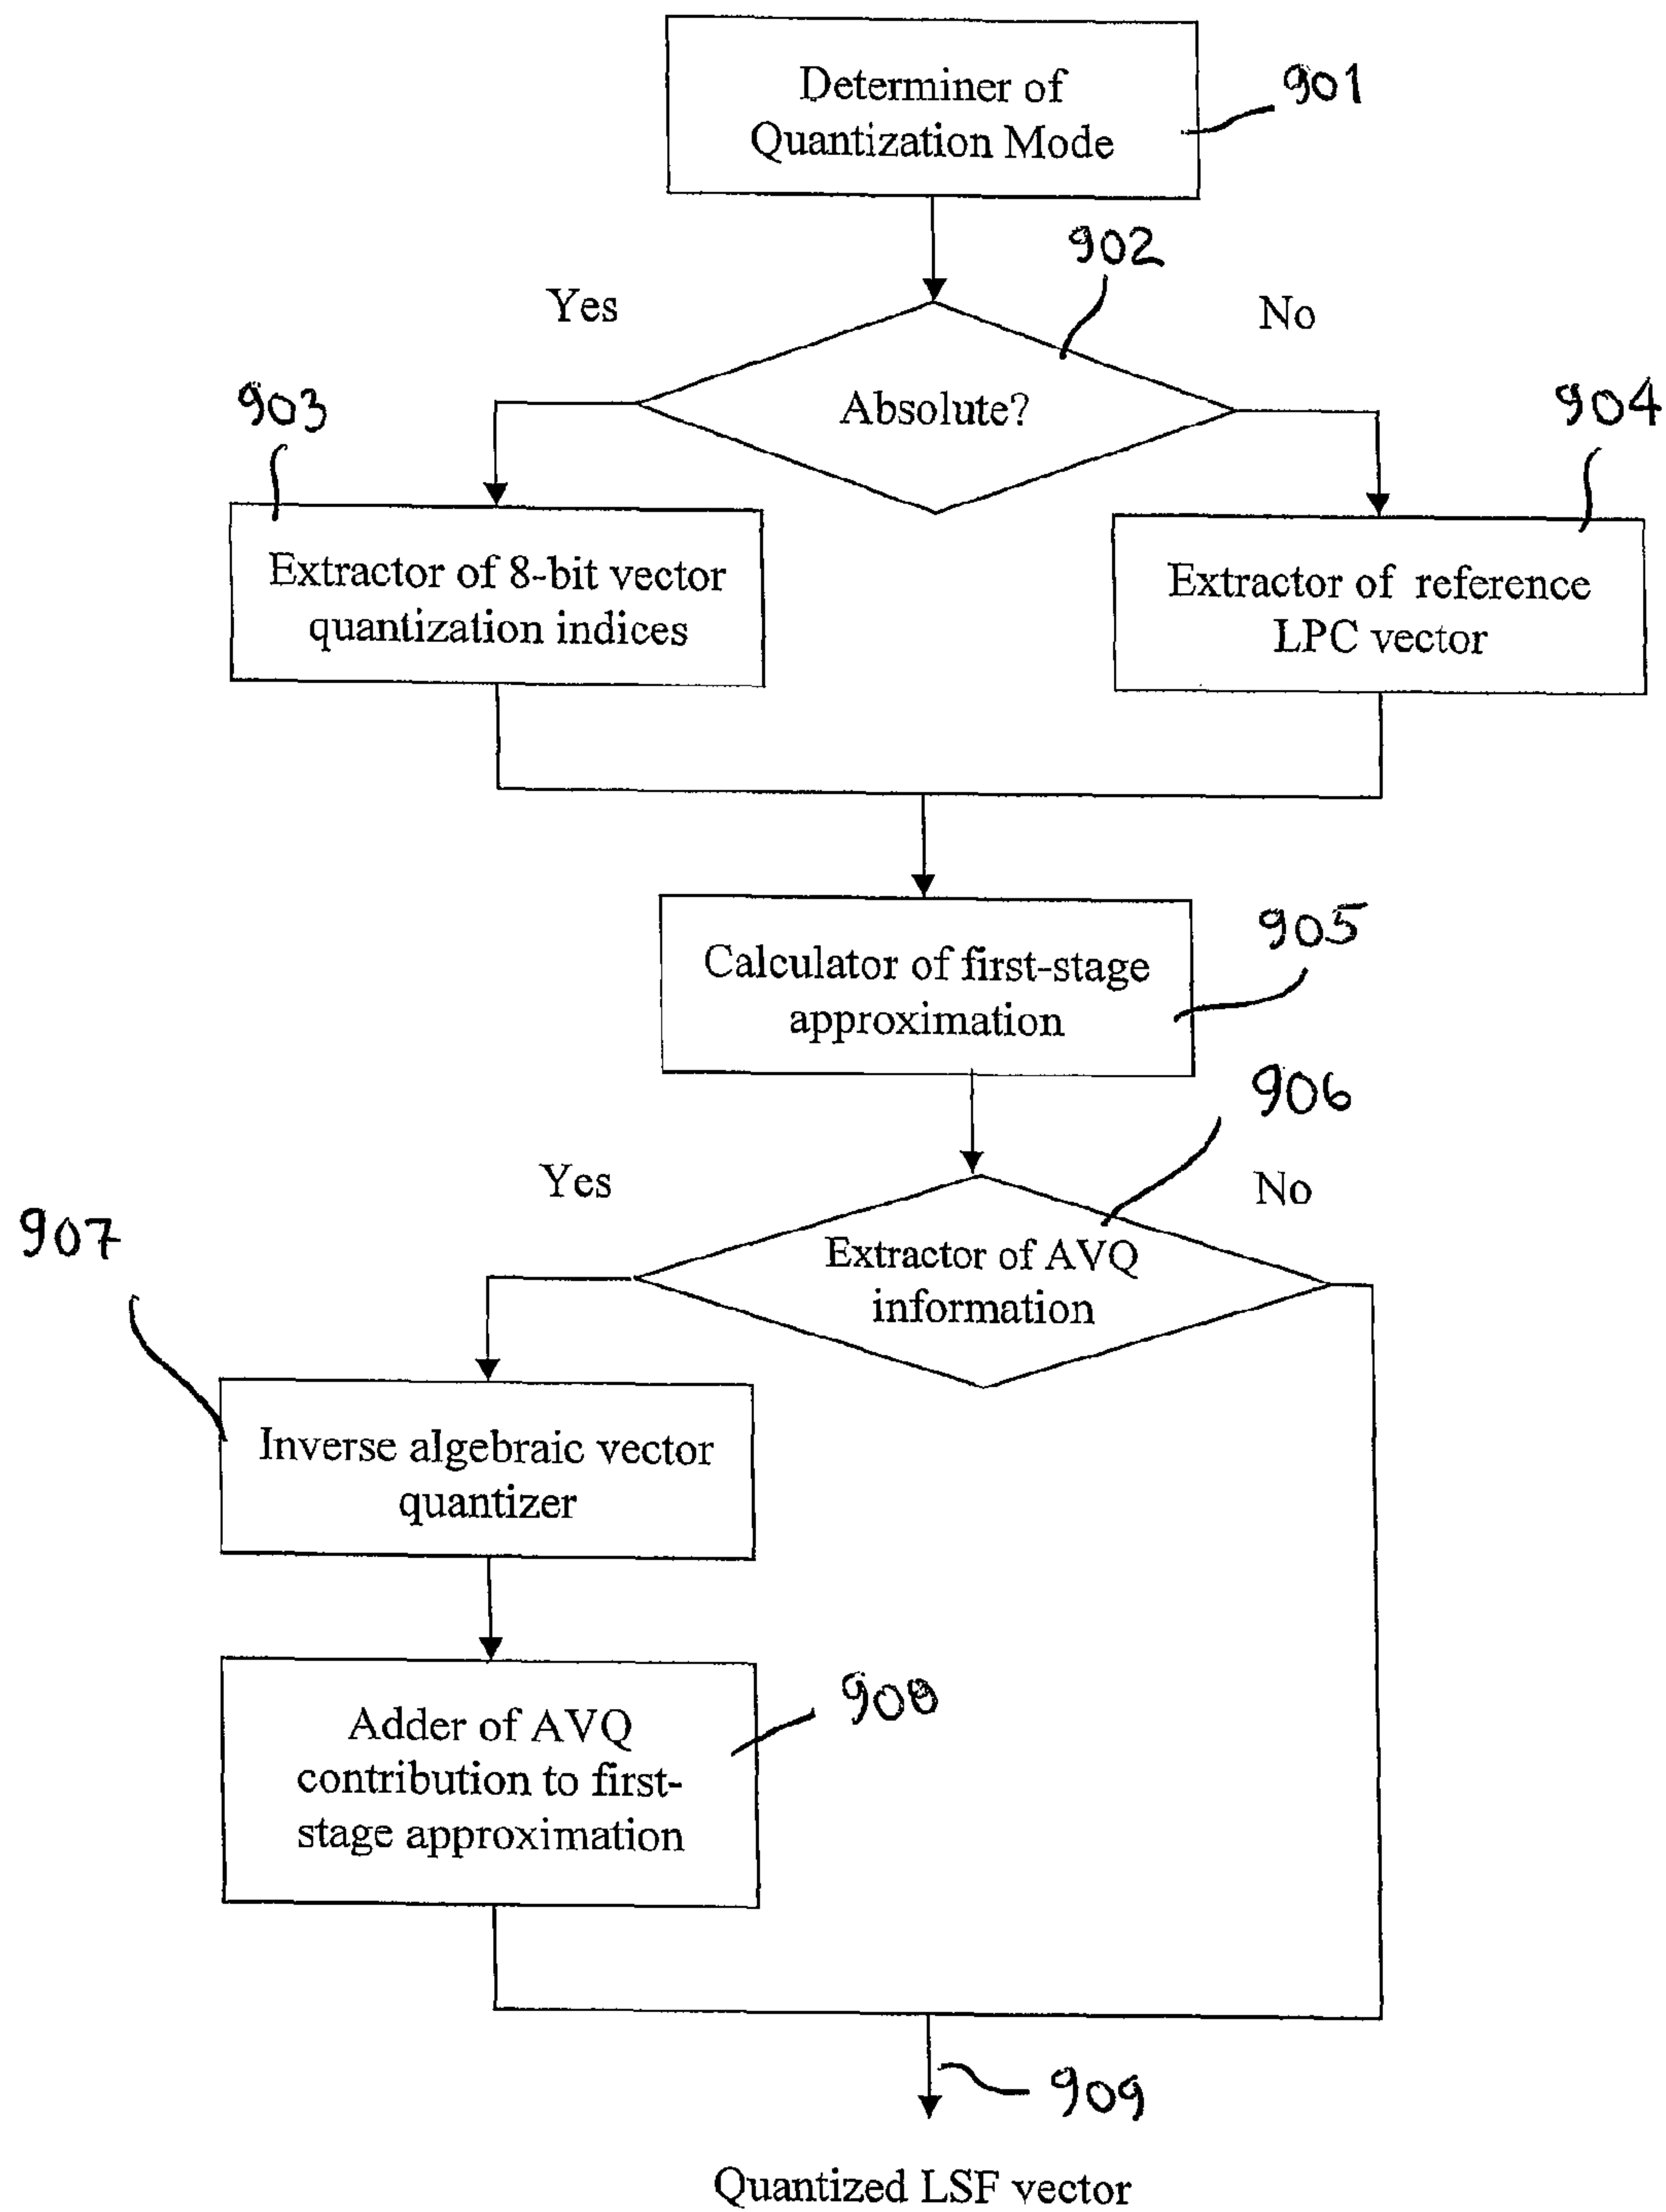 Determiner of
Quantization Mode
901
902
Yes
No
Absolute?
903
904
Extractor of 8-bit vector
quantization indices
Extractor of reference
LPC vector
Calculator of first-stage
approximation
905
906
Yes
No
Extractor of AVQ
information
907
Inverse algebraic vector
quantizer
Adder of AVQ
contribution to first-
stage approximation
908
909
Quantized LSF vector